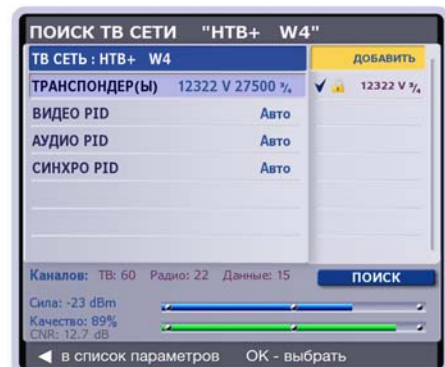 ПОИСК ТВ СЕТИ "НТВ+ W4"
ТВ СЕТЬ : НТВ+ W4
ДОБАВИТЬ
ТРАНСПОНДЕР(Ы) 12322 V 27500 ¾
12322 V ¾
ВИДЕО PID Авто
АУДИО PID Авто
СИНХРО PID Авто
Каналов: ТВ: 60 Радио: 22 Данные: 15
ПОИСК
Сила: -23 dBm
Качество: 89%
CNR: 12.7 dB
◄ в список параметров OK - выбрать